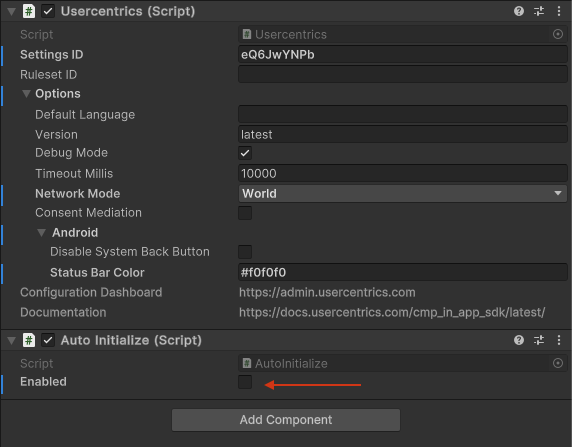 Usercentrics (Script)
Script Usercentrics
Settings ID eQ6JwYNPb
Ruleset ID
Options
Default Language
Version latest
Debug Mode
Timeout Millis 10000
Network Mode World
Consent Mediation
Android
Disable System Back Button
Status Bar Color #f0f0f0
Configuration Dashboard https://admin.usercentrics.com
Documentation https://docs.usercentrics.com/cmp_in_app_sdk/latest/
Auto Initialize (Script)
Script AutoInitialize
Enabled
Add Component